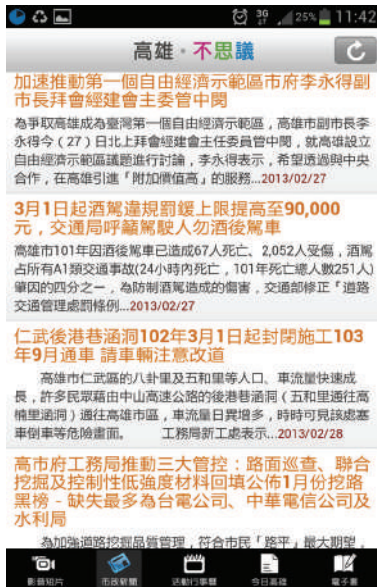 3G 25% 11:42
高雄·不思議
加速推動第一個自由經濟示範區市府李永得副
市長拜會經建會主委管中閔
為爭取高雄成為臺灣第一個自由經濟示範區，高雄市副市長李
永得今（27）日北上拜會經建會主任委員管中閔，就高雄設立
自由經濟示範區議題進行討論，李永得表示，希望透過與中央
合作，在高雄引進「附加價值高」的服務...2013/02/27
3月1日起酒駕違規罰鍰上限提高至90,000
元，交通局呼籲駕駛人勿酒後駕車
高雄市101年因酒後駕車已造成67人死亡、2,052人受傷，酒駕
占所有A1類交通事故(24小時內死亡，101年死亡總人數251人)
肇因的四分之一，為防制酒駕造成的傷害，交通部修正『道路
交通管理處罰條例...2013/02/27
仁武後港巷涵洞102年3月1日起封閉施工103
年9月通車 請車輛注意改道
高雄市仁武區的八卦里及五和里等人口、車流量快速成
長，許多民眾藉由中山高速公路的後港巷涵洞（五和里通往高
楠里涵洞）通往高雄市區，車流量日異增多，時時可見該處塞
車倒車等危險畫面。 工務局新工處表示...2013/02/28
高市府工務局推動三大管控：路面巡查、聯合
挖掘及控制性低強度材料回填公佈1月份挖路
黑榜－缺失最多為台電公司、中華電信公司及
水利局
為加強道路挖掘品質管理，符合市民「路平」最大期望，
影音短片 市政新聞 活動行事曆 今日高雄 電子書